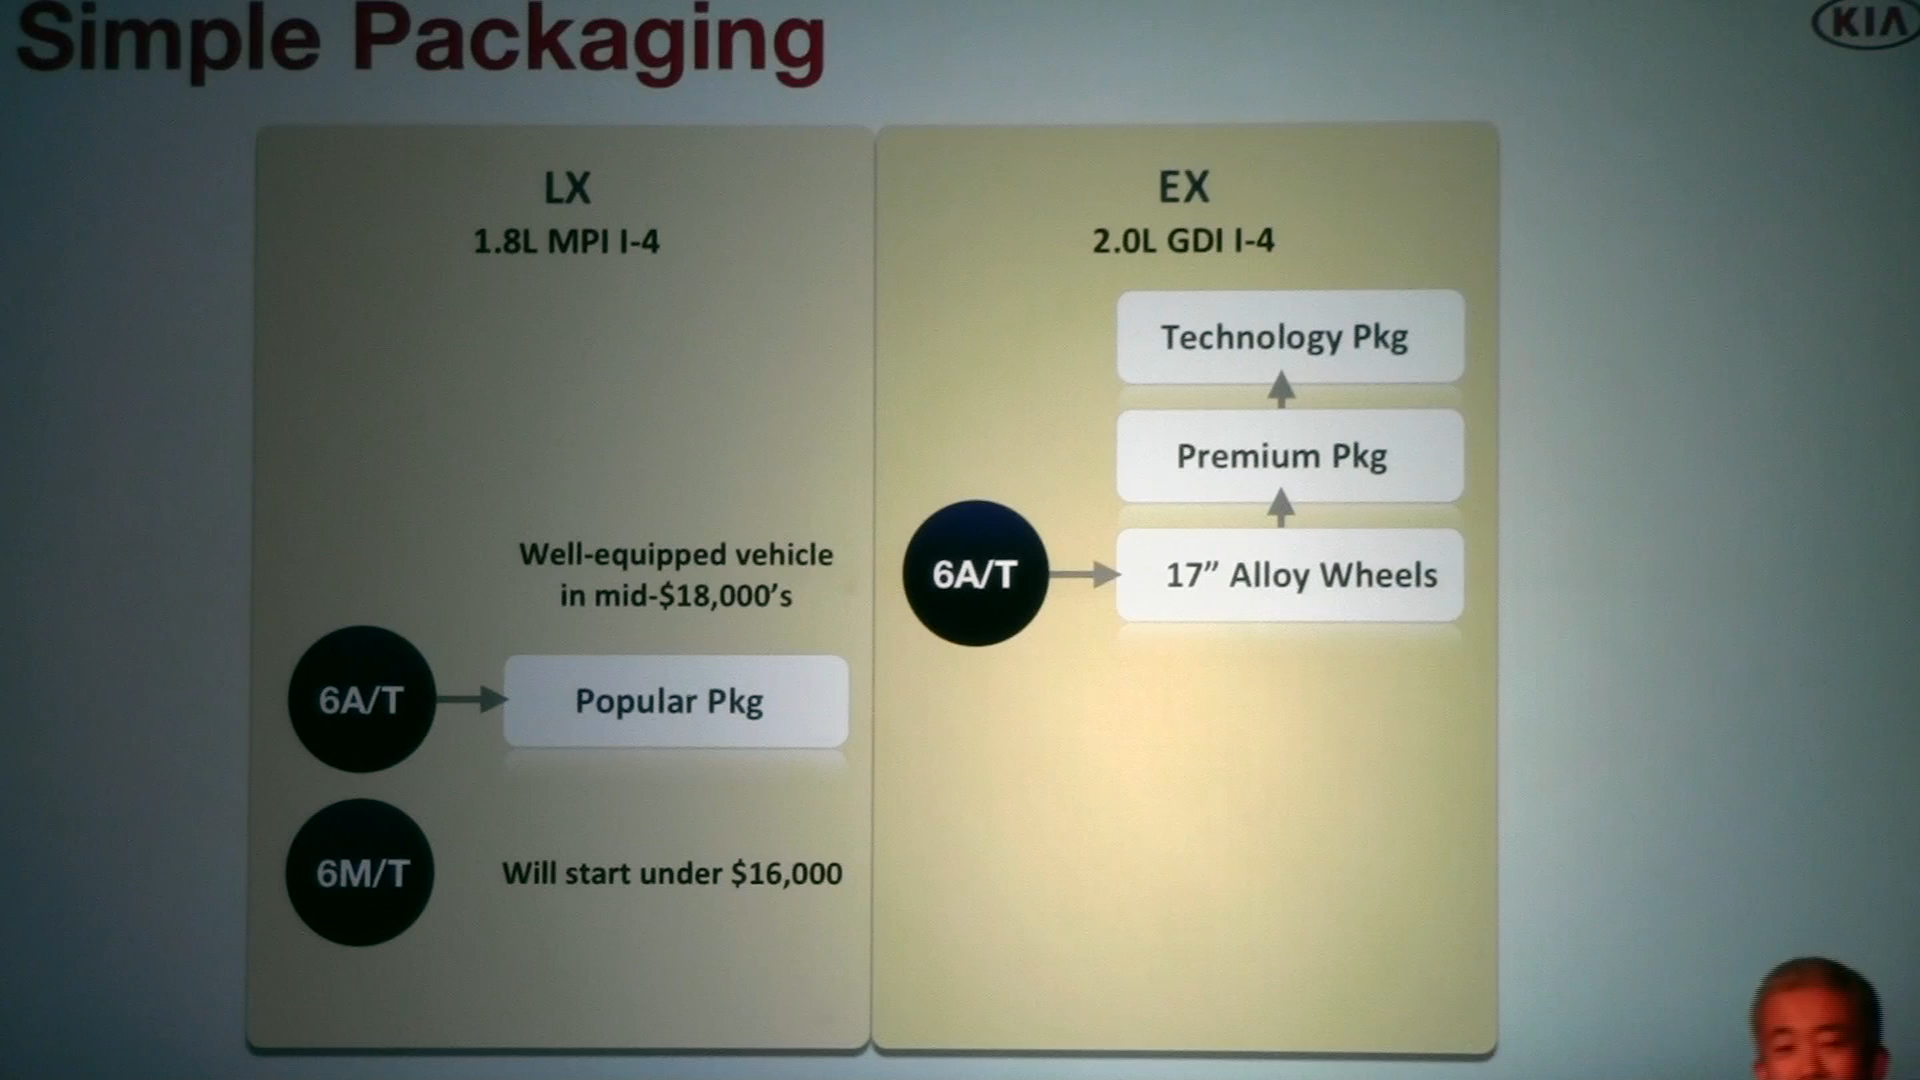 Simple Packaging
KIA
LX
1.8L MPI I-4
Well-equipped vehicle
in mid-$18,000’s
6A/T
Popular Pkg
6M/T
Will start under $16,000
EX
2.0L GDI I-4
Technology Pkg
Premium Pkg
6A/T
17” Alloy Wheels